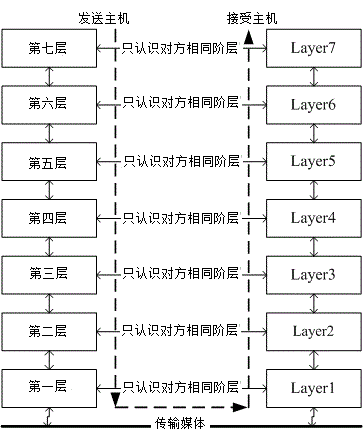 发送主机 接受主机
第七层 只认识对方相同阶层 Layer7
第六层 只认识对方相同阶层 Layer6
第五层 只认识对方相同阶层 Layer5
第四层 只认识对方相同阶层 Layer4
第三层 只认识对方相同阶层 Layer3
第二层 只认识对方相同阶层 Layer2
第一层 只认识对方相同阶层 Layer1
传输媒体